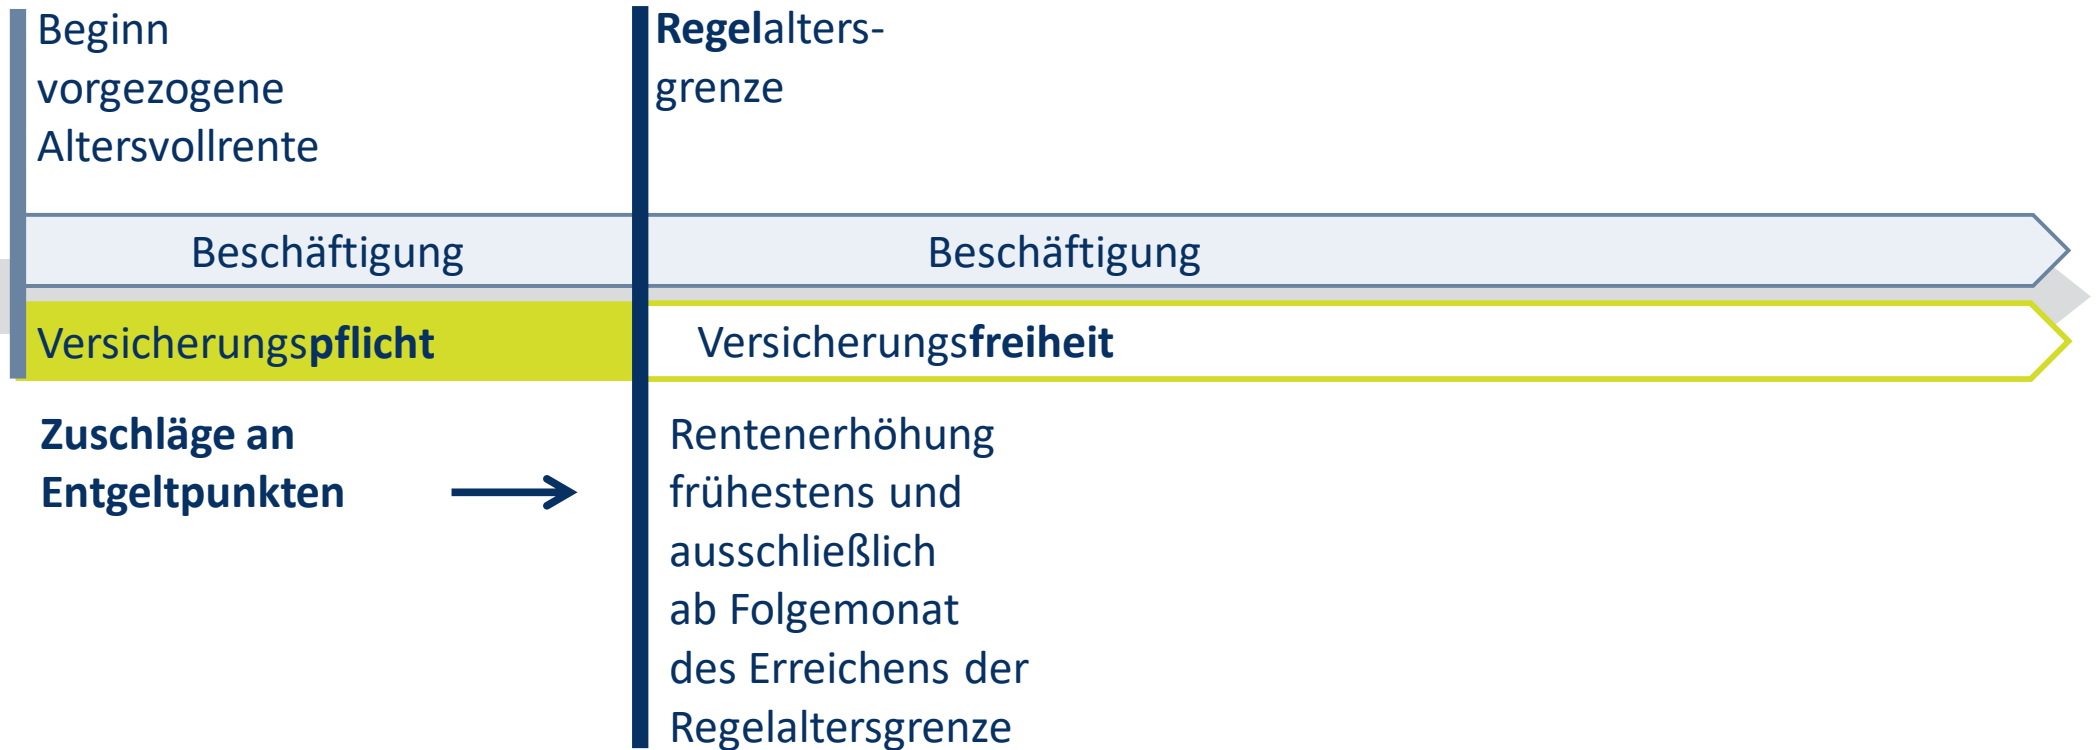 Beginn
vorgezogene
Altersvollrente
Regelalters-
grenze
Beschäftigung
Beschäftigung
Versicherungspflicht
Versicherungsfreiheit
Zuschläge an
Entgeltpunkten
Rentenerhöhung
frühestens und
ausschließlich
ab Folgemonat
des Erreichens der
Regelaltersgrenze